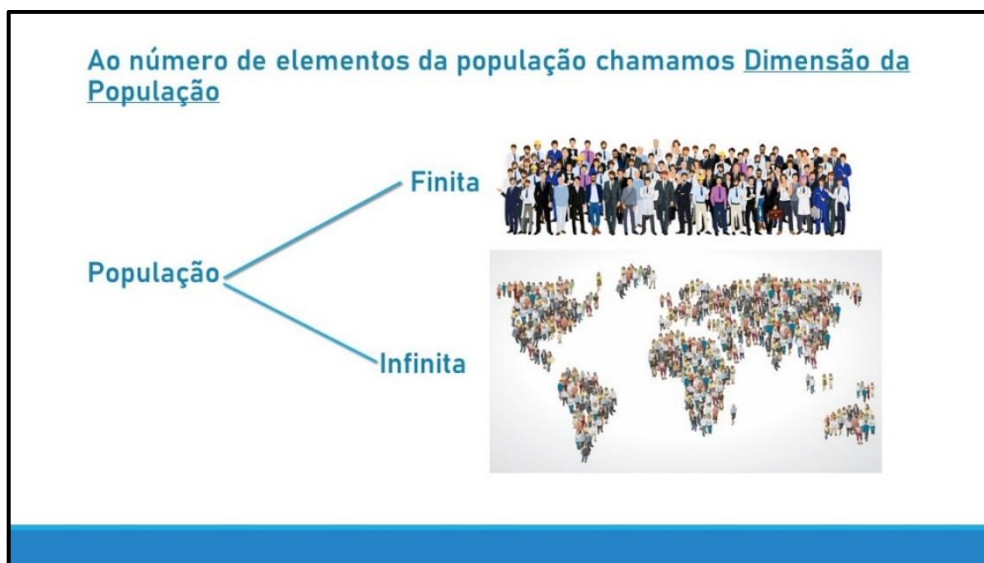 Ao número de elementos da população chamamos Dimensão da
População
Finita
População
Infinita